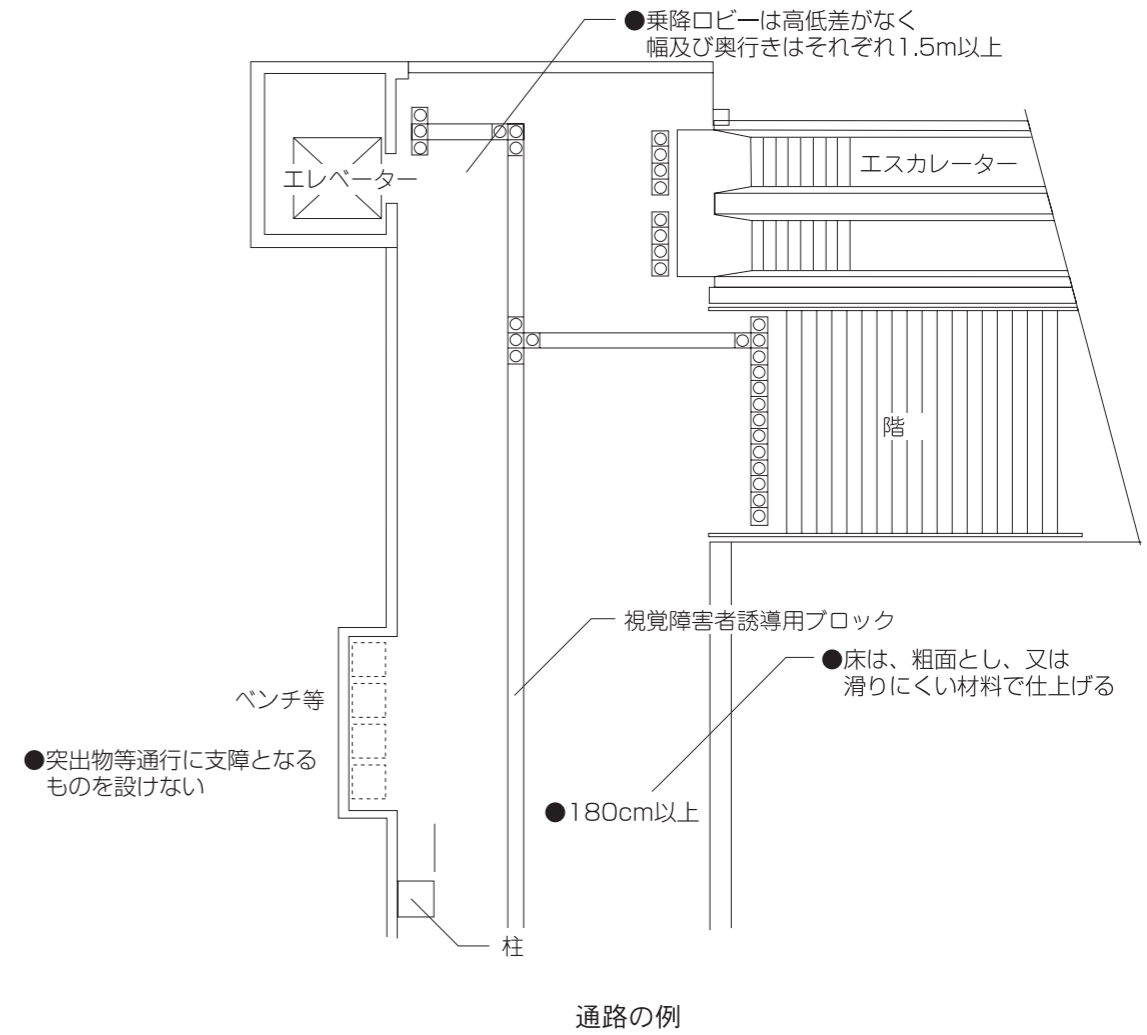 ●乗降ロビーは高低差がなく
幅及び奥行きはそれぞれ1.5m以上
エレベーター
エスカレーター
階
視覚障害者誘導用ブロック
●床は、粗面とし、又は
滑りにくい材料で仕上げる
ベンチ等
●突出物等通行に支障となる
ものを設けない
●180cm以上
柱
通路の例